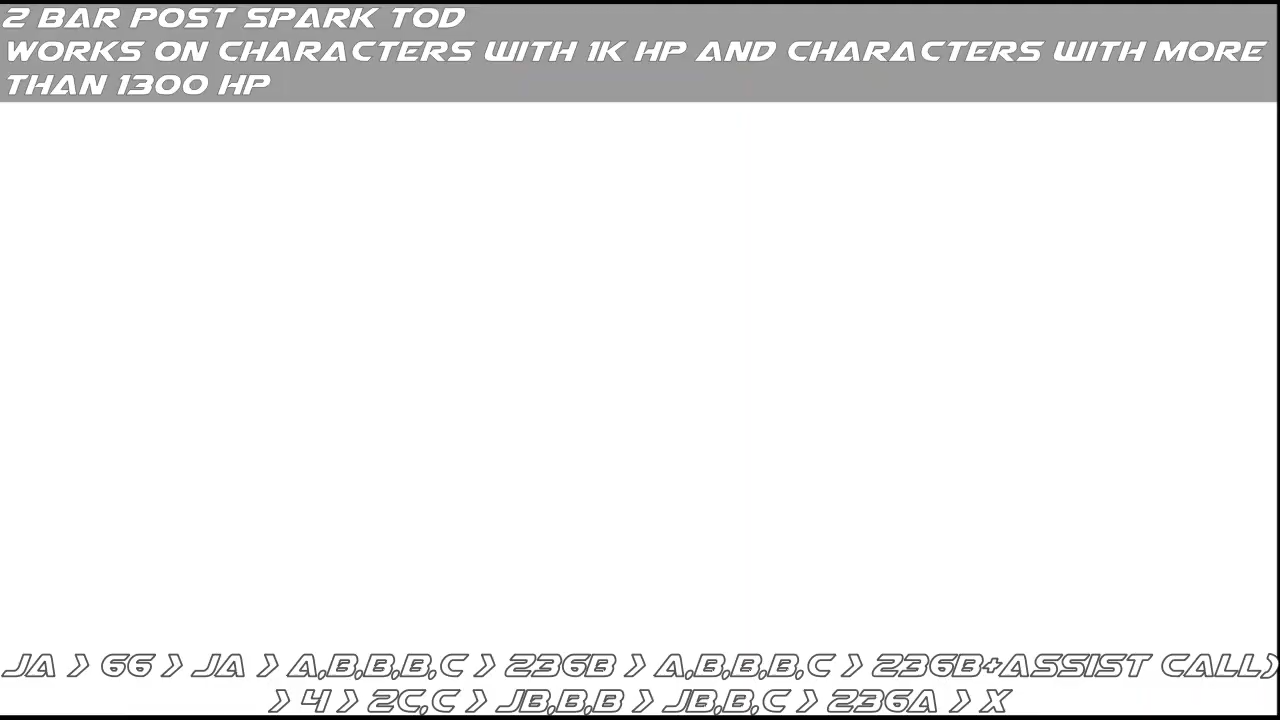 2 BAR POST SPARK TOD
WORKS ON CHARACTERS WITH 1K HP AND CHARACTERS WITH MORE
THAN 1300 HP
JA > 66 > JA > A,B,B,B,C > 236B > A,B,B,B,C > 236B+ASSIST CALL)
> 4 > 2C,C > JB,B,B > JB,B,C > 236A > X